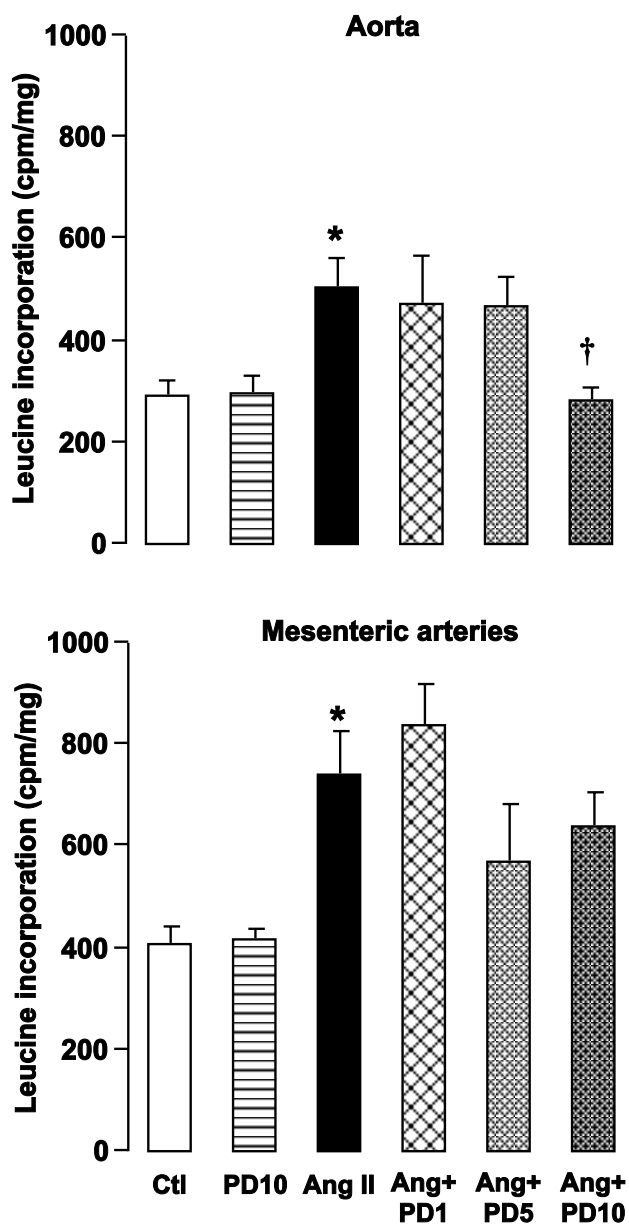 Aorta
Leucine incorporation (cpm/mg)
1000
800
600
400
200
0
*
†
Mesenteric arteries
Leucine incorporation (cpm/mg)
1000
800
600
400
200
0
*
Ctl PD10 Ang II Ang+ Ang+ Ang+
PD1 PD5 PD10